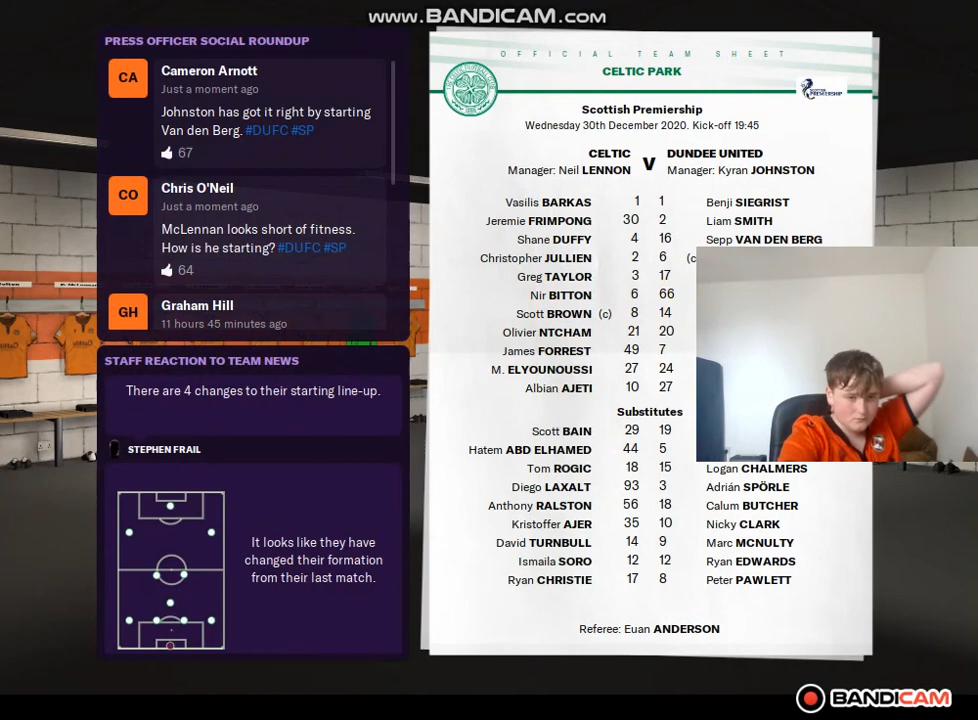 www.BANDICAM.com
PRESS OFFICER SOCIAL ROUNDUP
CA
Cameron Arnott
Just a moment ago
Johnston has got it right by starting
Van den Berg. #DUFC #SP
67
CO
Chris O'Neil
Just a moment ago
McLennan looks short of fitness.
How is he starting? #DUFC #SP
64
GH
Graham Hill
11 hours 45 minutes ago
STAFF REACTION TO TEAM NEWS
There are 4 changes to their starting line-up.
STEPHEN FRAIL
It looks like they have
changed their formation
from their last match.
OFFICIAL TEAM SHEET
CELTIC PARK
Scottish Premiership
Wednesday 30th December 2020. Kick-off 19:45
CELTIC V DUNDEE UNITED
Manager: Neil LENNON Manager: Kyran JOHNSTON
Vasilis BARKAS 1 1 Benji SIEGRIST
Jeremie FRIMPONG 30 2 Liam SMITH
Shane DUFFY 4 16 Sepp VAN DEN BERG
Christopher JULLIEN 2 6 (c
Greg TAYLOR 3 17
Nir BITTON 6 66
Scott BROWN (c) 8 14
Olivier NTCHAM 21 20
James FORREST 49 7
M. ELYOUNOUSSI 27 24
Albian AJETI 10 27
Substitutes
Scott BAIN 29 19
Hatem ABD ELHAMED 44 5
Tom ROGIC 18 15 Logan CHALMERS
Diego LAXALT 93 3 Adrián SPÖRLE
Anthony RALSTON 56 18 Calum BUTCHER
Kristoffer AJER 35 10 Nicky CLARK
David TURNBULL 14 9 Marc MCNULTY
Ismaila SORO 12 12 Ryan EDWARDS
Ryan CHRISTIE 17 8 Peter PAWLETT
Referee: Euan ANDERSON
BANDICAM